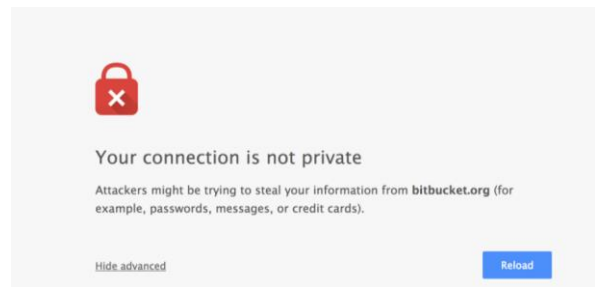 Your connection is not private
Attackers might be trying to steal your information from bitbucket.org (for
example, passwords, messages, or credit cards).
Hide advanced
Reload